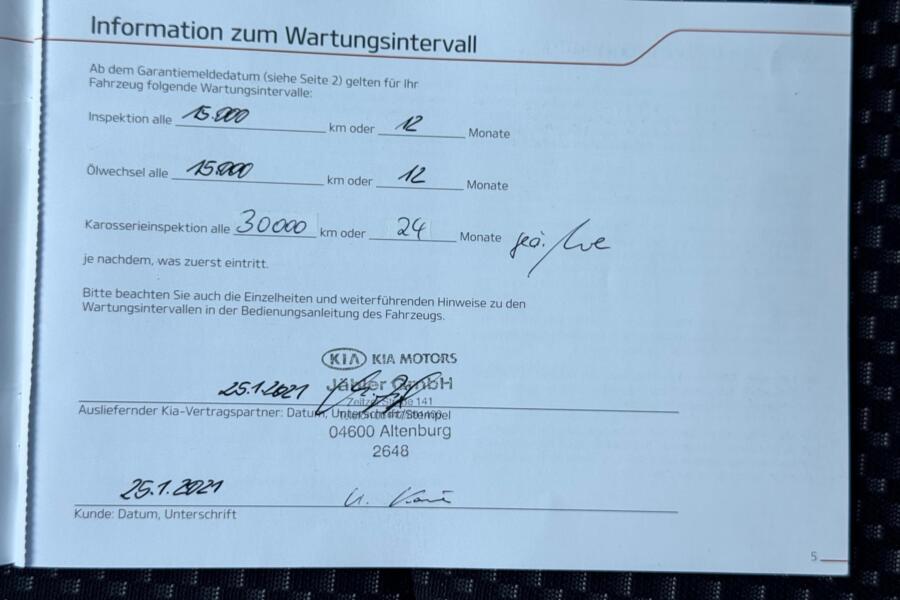 Information zum Wartungsintervall
Ab dem Garantiemeldedatum (siehe Seite 2) gelten für Ihr
Fahrzeug folgende Wartungsintervalle:
Inspektion alle 15.000 km oder 12 Monate
Ölwechsel alle 15.000 km oder 12 Monate
Karosserieinspektion alle 30000 km oder 24 Monate geä.
je nachdem, was zuerst eintritt.
Bitte beachten Sie auch die Einzelheiten und weiterführenden Hinweise zu den
Wartungsintervallen in der Bedienungsanleitung des Fahrzeugs.
KIA KIA MOTORS
25.1.2021 GmbH
141
Ausliefernder Kia-Vertragspartner: Datum, Unterschrift/Stempel
04600 Altenburg
2648
25.1.2021
Kunde: Datum, Unterschrift
5